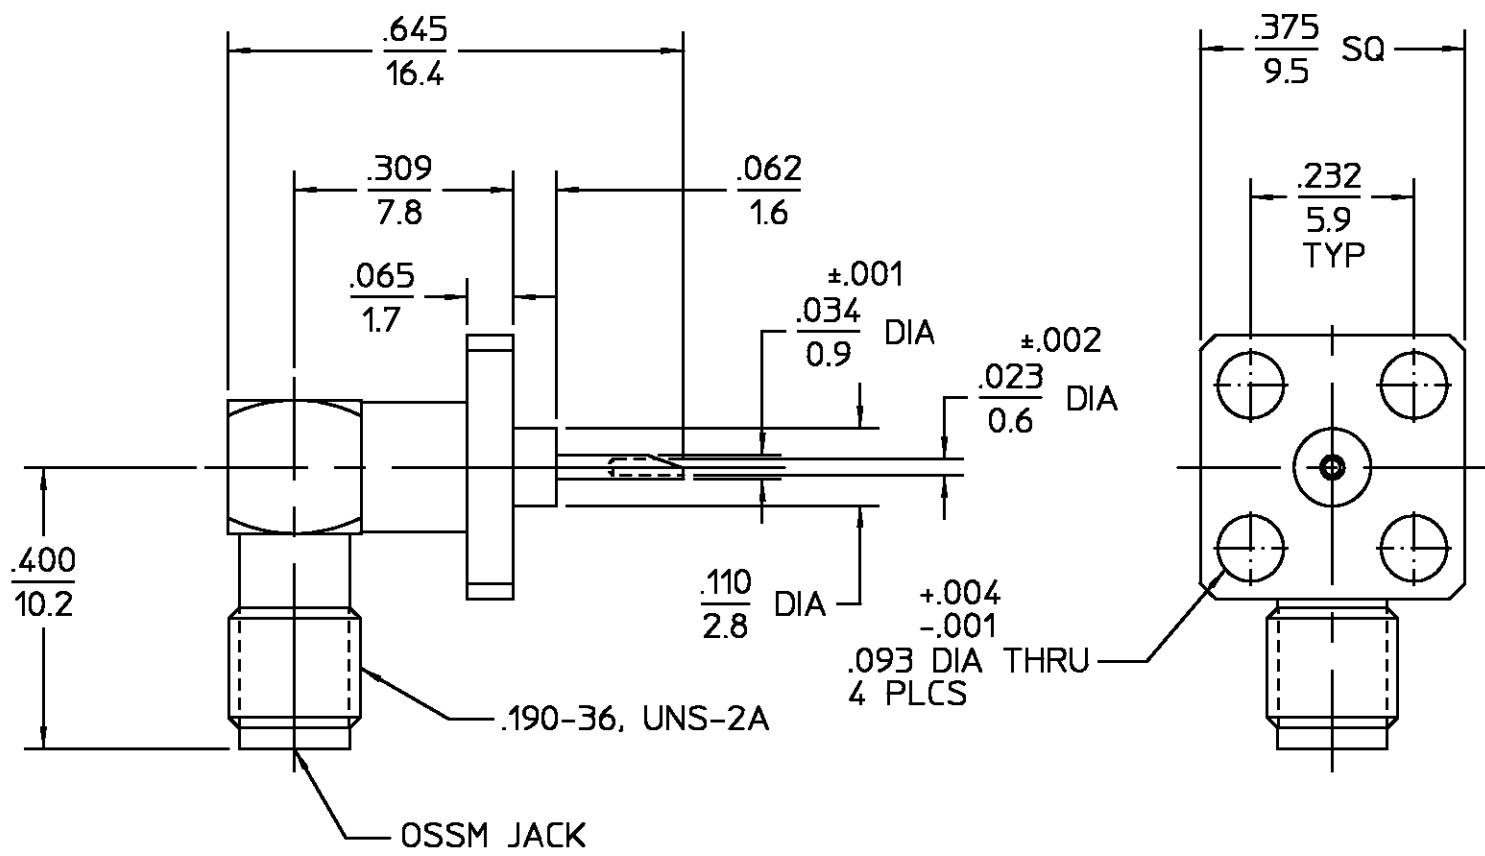 .645
16.4
.375 SQ
9.5
.309
7.8
.062
1.6
.232
5.9
TYP
.065
1.7
±.001
.034 DIA
0.9
±.002
.023 DIA
0.6
.400
10.2
.110 DIA
2.8
+.004
-.001
.093 DIA THRU
4 PLCS
.190-36, UNS-2A
OSSM JACK